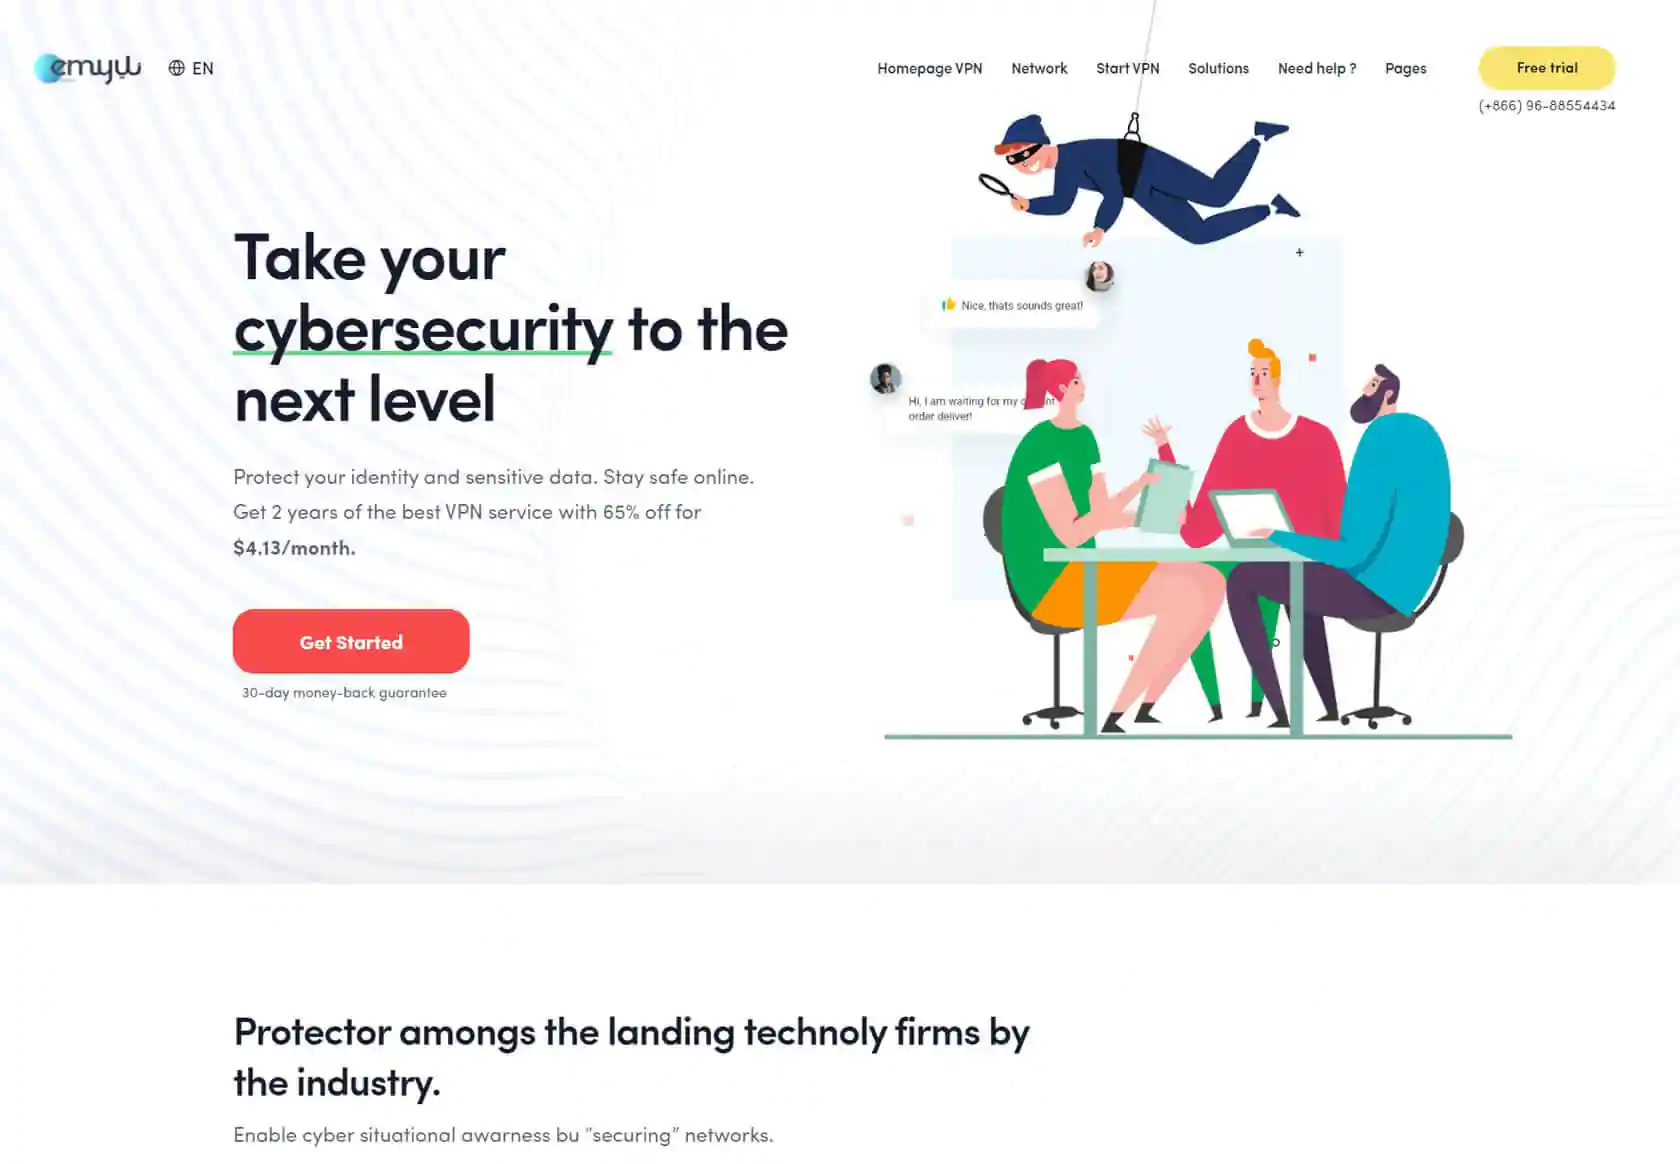 emyui
EN
Homepage VPN
Network
Start VPN
Solutions
Need help ?
Pages
Free trial
(+866) 96-88554434
Take your
cybersecurity to the
next level
Protect your identity and sensitive data. Stay safe online.
Get 2 years of the best VPN service with 65% off for
$4.13/month.
Get Started
30-day money-back guarantee
Nice, thats sounds great!
Hi, I am waiting for my
order deliver!
Protector amongs the landing technoly firms by
the industry.
Enable cyber situational awarness bu "securing" networks.